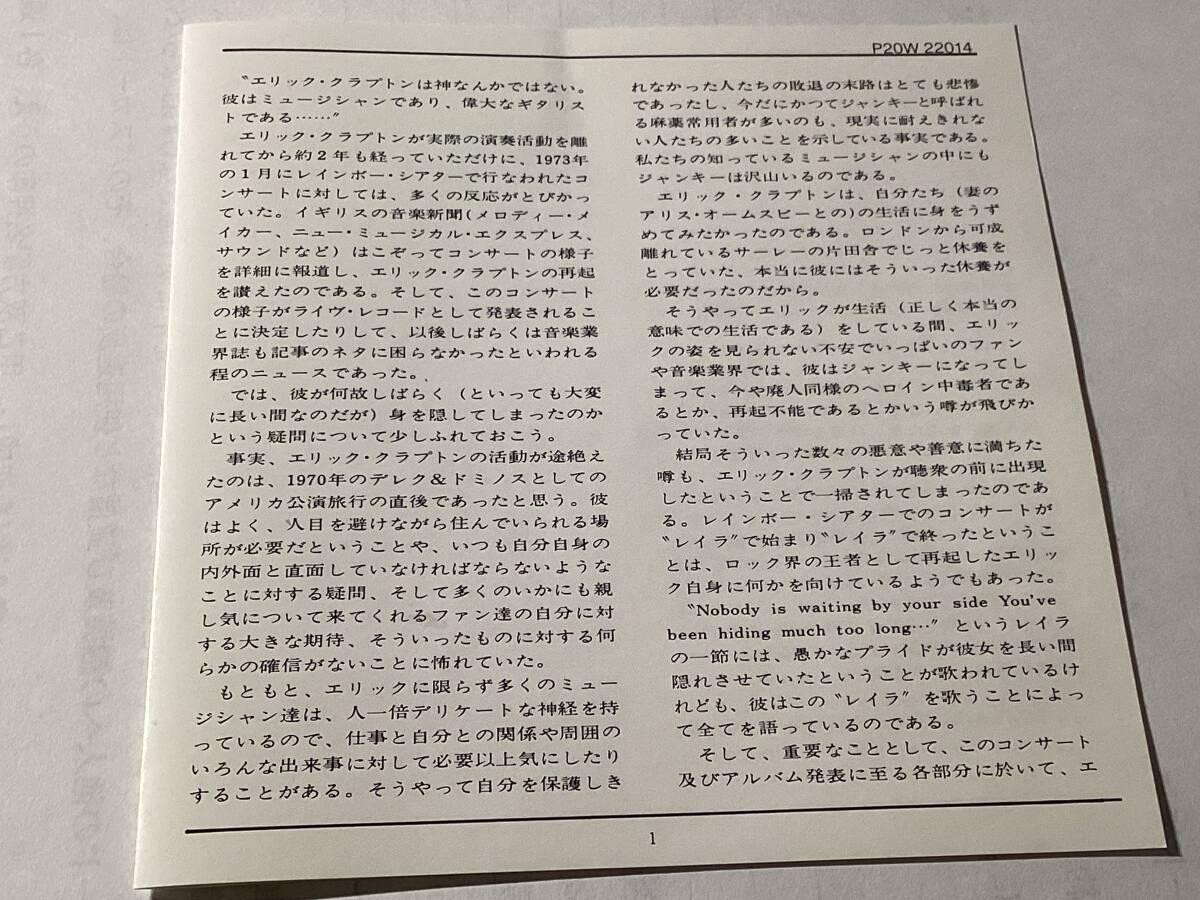 P20W 22014
〝エリック・クラプトンは神なんかではない。
彼はミュージシャンであり、偉大なギタリス
トである……〟
エリック・クラプトンが実際の演奏活動を離
れてから約2年も経っていただけに、1973年
の1月にレインボー・シアターで行なわれたコ
ンサートに対しては、多くの反応がとびかっ
ていた。イギリスの音楽新聞(メロディー・メ
イカー、ニュー・ミュージカル・エクスプレス、
サウンドなど)はこぞってコンサートの様子
を詳細に報道し、エリック・クラプトンの再起
を讃えたのである。そして、このコンサート
の様子がライヴ・レコードとして発表されるこ
とに決定したりして、以後しばらくは音楽業
界誌も記事のネタに困らなかったといわれる
程のニュースであった。
では、彼が何故しばらく(といっても大変
に長い間なのだが)身を隠してしまったのか
という疑問について少しふれておこう。
事実、エリック・クラプトンの活動が途絶え
たのは、1970年のデレク&ドミノスとしての
アメリカ公演旅行の直後であったと思う。彼
はよく、人目を避けながら住んでいられる場
所が必要だということや、いつも自分自身の
内外面と直面していなければならないような
ことに対する疑問、そして多くのいかにも親
し気について来てくれるファン達の自分に対
する大きな期待、そういったものに対する何
らかの確信がないことに怖れていた。
もともと、エリックに限らず多くのミュー
ジシャン達は、人一倍デリケートな神経を持
っているので、仕事と自分との関係や周囲の
いろんな出来事に対して必要以上気にしたり
することがある。そうやって自分を保護しき
れなかった人たちの敗退の末路はとても悲惨
であったし、今だにかつてジャンキーと呼ばれ
る麻薬常用者が多いのも、現実に耐えきれな
い人たちの多いことを示している事実である。
私たちの知っているミュージシャンの中にも
ジャンキーは沢山いるのである。
エリック・クラプトンは、自分たち(妻の
アリス・オームスビーとの)の生活に身をうず
めてみたかったのである。ロンドンから可成
離れているサーレーの片田舎でじっと休養を
とっていた、本当に彼にはそういった休養が
必要だったのだから。
そうやってエリックが生活(正しく本当の
意味での生活である)をしている間、エリッ
クの姿を見られない不安でいっぱいのファン
や音楽業界では、彼はジャンキーになってし
まって、今や廃人同様のヘロイン中毒者であ
るとか、再起不能であるとかいう噂が飛びか
っていた。
結局そういった数々の悪意や善意に満ちた
噂も、エリック・クラプトンが聴衆の前に出現
したということで一掃されてしまったのであ
る。レインボー・シアターでのコンサートが
〝レイラ〟で始まり〝レイラ〟で終ったというこ
とは、ロック界の王者として再起したエリッ
ク自身に何かを向けているようでもあった。
〝Nobody is waiting by your side You've
been hiding much too long…〟というレイラ
の一節には、愚かなプライドが彼女を長い間
隠れさせていたということが歌われているけ
れども、彼はこの〝レイラ〟を歌うことによっ
て全てを語っているのである。
そして、重要なこととして、このコンサート
及びアルバム発表に至る各部分に於いて、エ
1